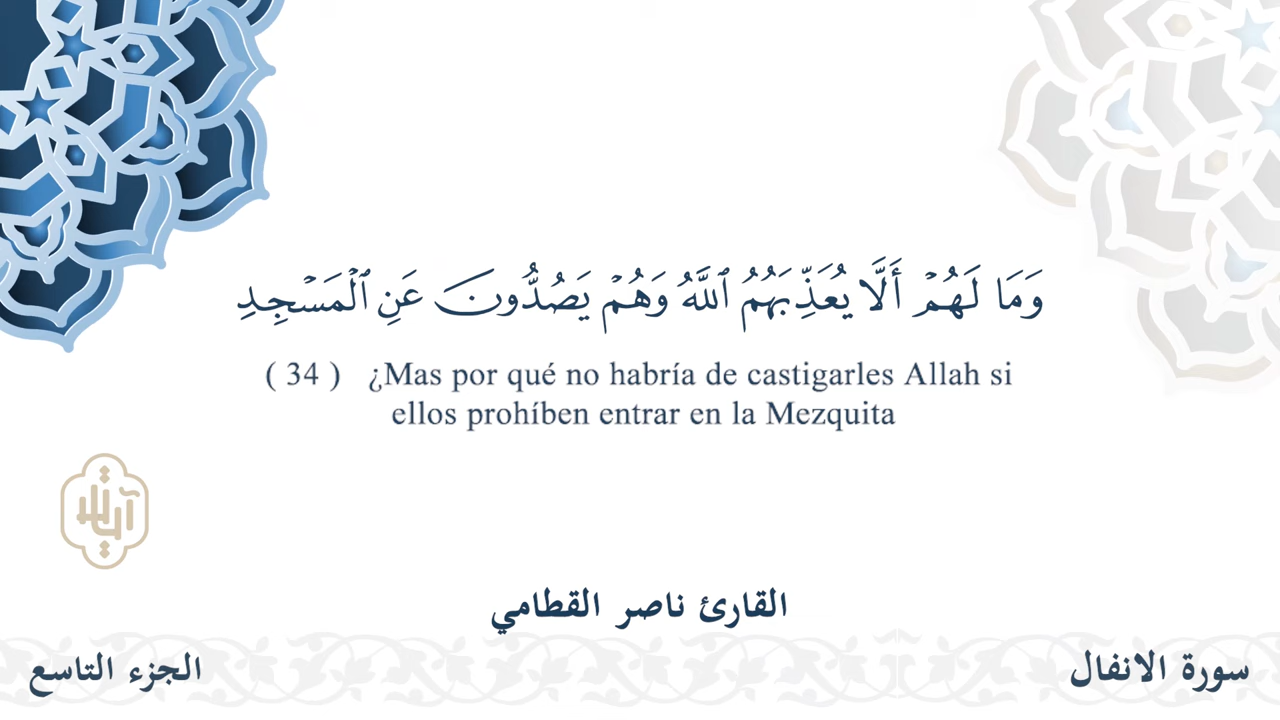 وَمَا لَهُمْ أَلَّا يُعَذِّبَهُمُ ٱللَّهُ وَهُمْ يَصُدُّونَ عَنِ ٱلْمَسْجِدِ
( 34 ) ¿Mas por qué no habría de castigarles Allah si
ellos prohíben entrar en la Mezquita
القارئ ناصر القطامي
سورة الانفال
الجزء التاسع